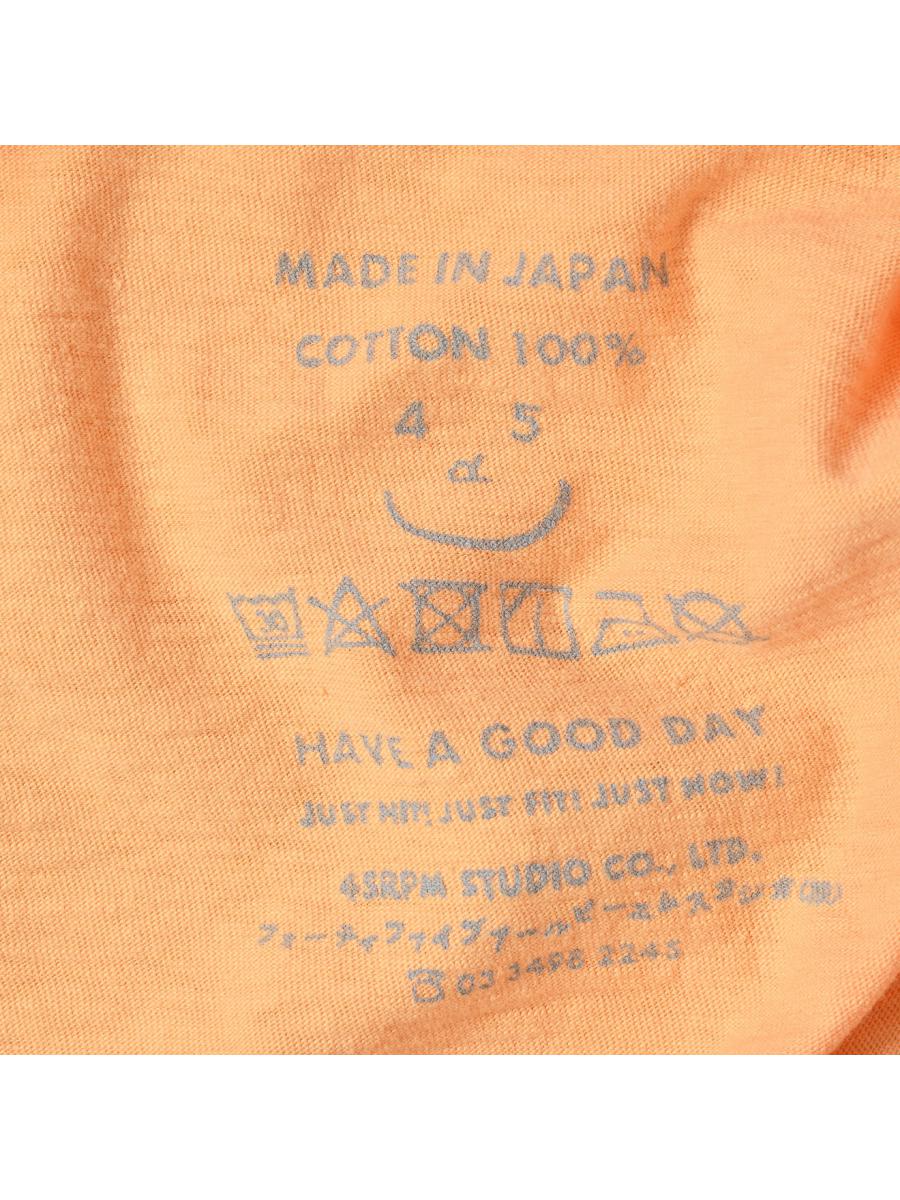 MADE IN JAPAN
COTTON 100%
4 5
α
30
HAVE A GOOD DAY
JUST HIT! JUST FIT! JUST NOW!
45RPM STUDIO CO., LTD.
フォーティファイブアールピーエムスタジオ(株)
☎ 03 3498 2245